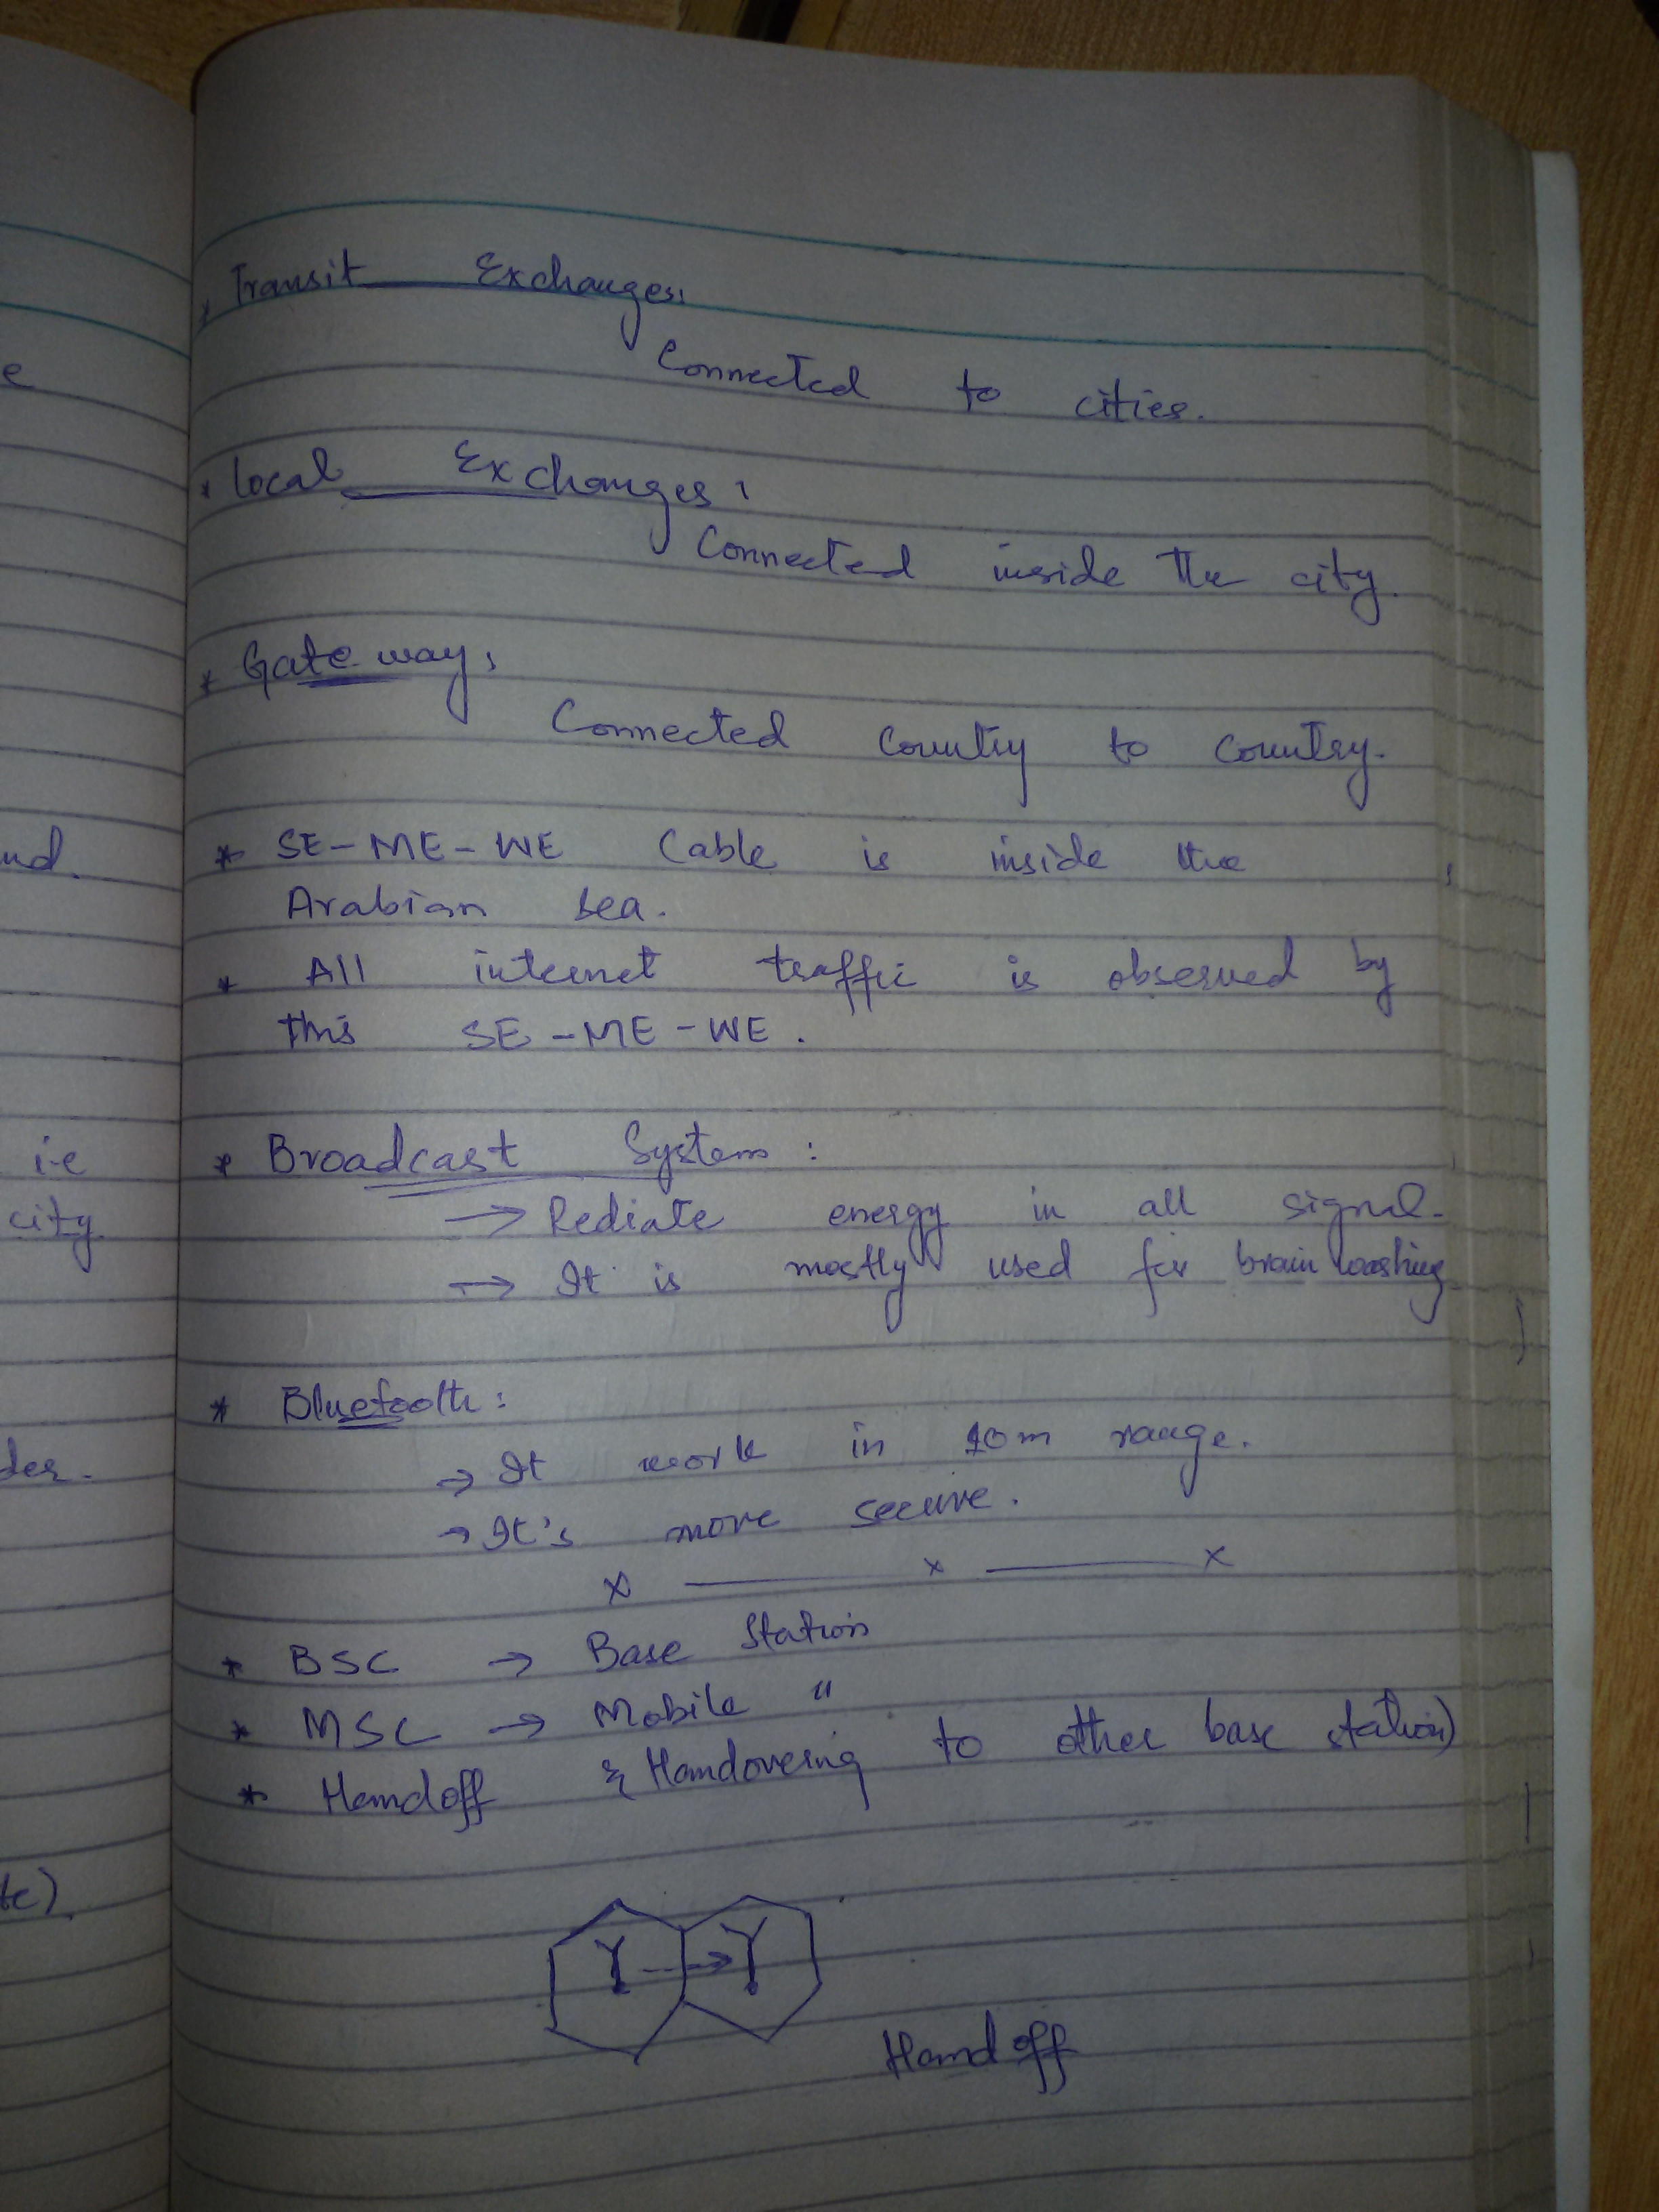 e
nd.
i.e
city
der.
te)
* Transit Exchanges:
Connected to cities.
* Local Exchanges:
Connected inside the city.
* Gate way:
Connected country to country.
* SE-ME-WE Cable is inside the
Arabian Sea.
* All internet traffic is observed by
this SE-ME-WE.
* Broadcast System:
→ Rediate energy in all signal.
→ It is mostly used for brain washing
* Bluetooth:
→ It work in 10m range.
→ It's more secure.
x ——— x ——— x
* BSC → Base Station
* MSC → Mobile "
* Handoff & Handovering to other base station)
Hand off